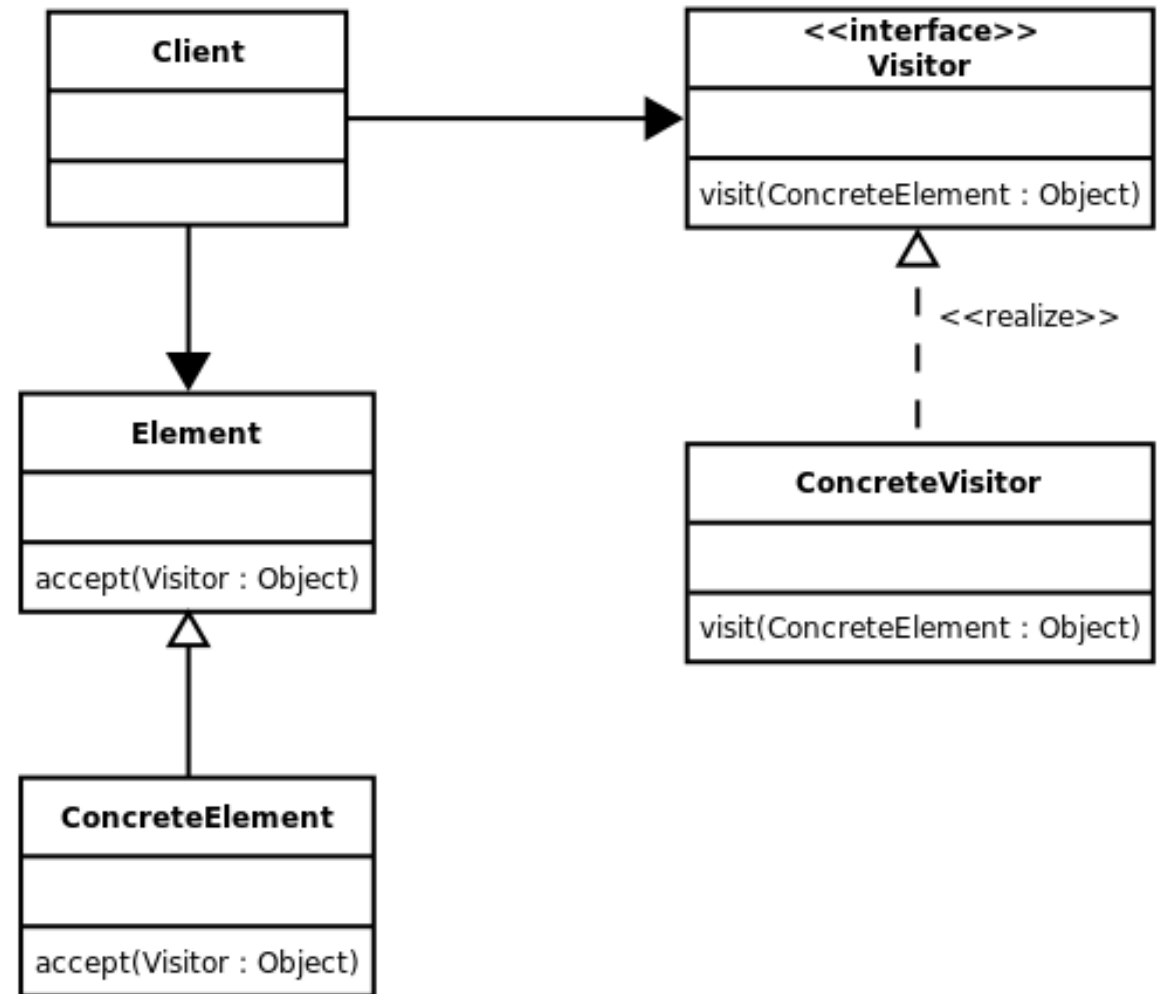 Client
<<interface>>
Visitor
visit(ConcreteElement : Object)
<<realize>>
Element
accept(Visitor : Object)
ConcreteVisitor
visit(ConcreteElement : Object)
ConcreteElement
accept(Visitor : Object)